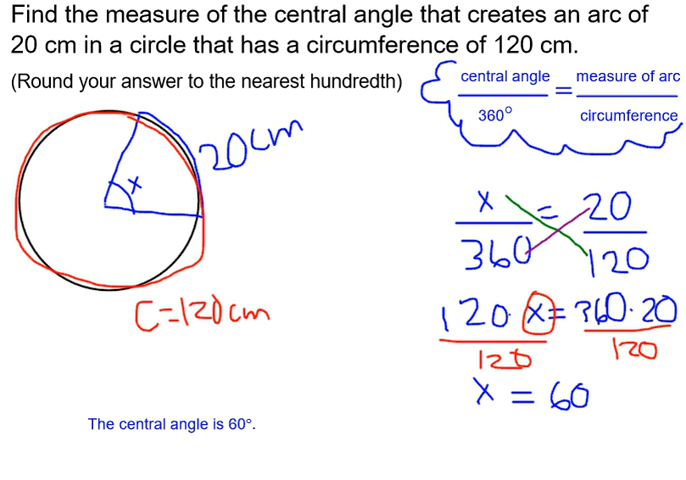 Find the measure of the central angle that creates an arc of
20 cm in a circle that has a circumference of 120 cm.
(Round your answer to the nearest hundredth)
central angle = measure of arc
360° circumference
20cm
x
x = 20
360 120
C=120cm
120·x=360·20
120 120
x = 60
The central angle is 60°.